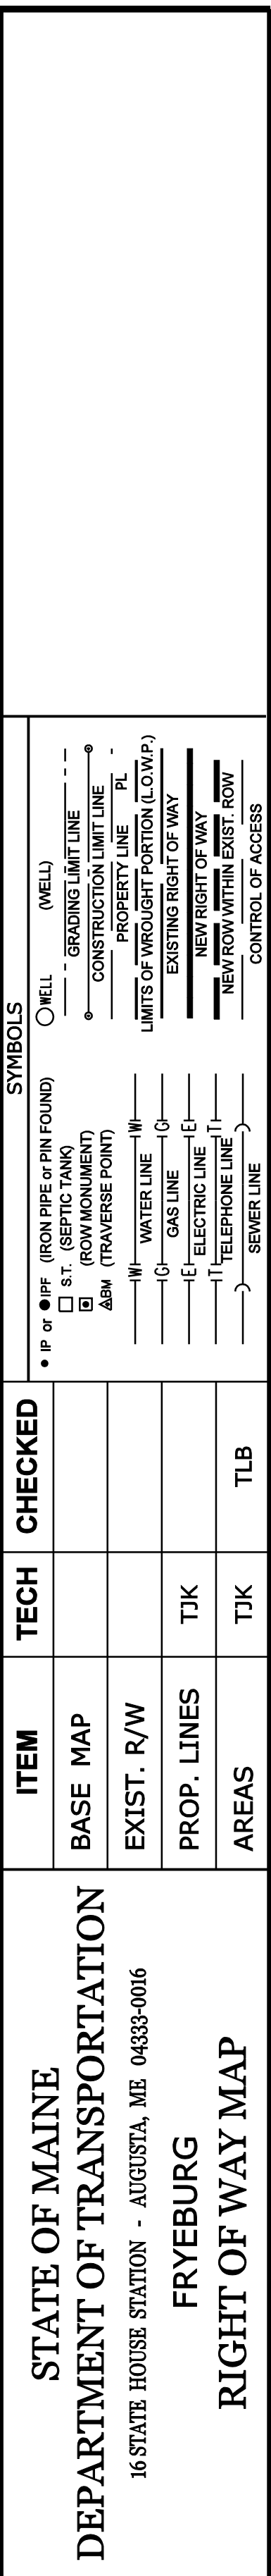 STATE OF MAINE
DEPARTMENT OF TRANSPORTATION
16 STATE HOUSE STATION - AUGUSTA, ME 04333-0016
FRYEBURG
RIGHT OF WAY MAP
ITEM TECH CHECKED
BASE MAP
EXIST. R/W
PROP. LINES TJK
AREAS TJK TLB
SYMBOLS
● IP or ● IPF (IRON PIPE or PIN FOUND)
S.T. (SEPTIC TANK)
(ROW MONUMENT)
BM (TRAVERSE POINT)
W W
WATER LINE
G G
GAS LINE
E E
ELECTRIC LINE
T T
TELEPHONE LINE
SEWER LINE
WELL (WELL)
GRADING LIMIT LINE
CONSTRUCTION LIMIT LINE
PROPERTY LINE PL
LIMITS OF WROUGHT PORTION (L.O.W.P.)
EXISTING RIGHT OF WAY
NEW RIGHT OF WAY
NEW ROW WITHIN EXIST. ROW
CONTROL OF ACCESS